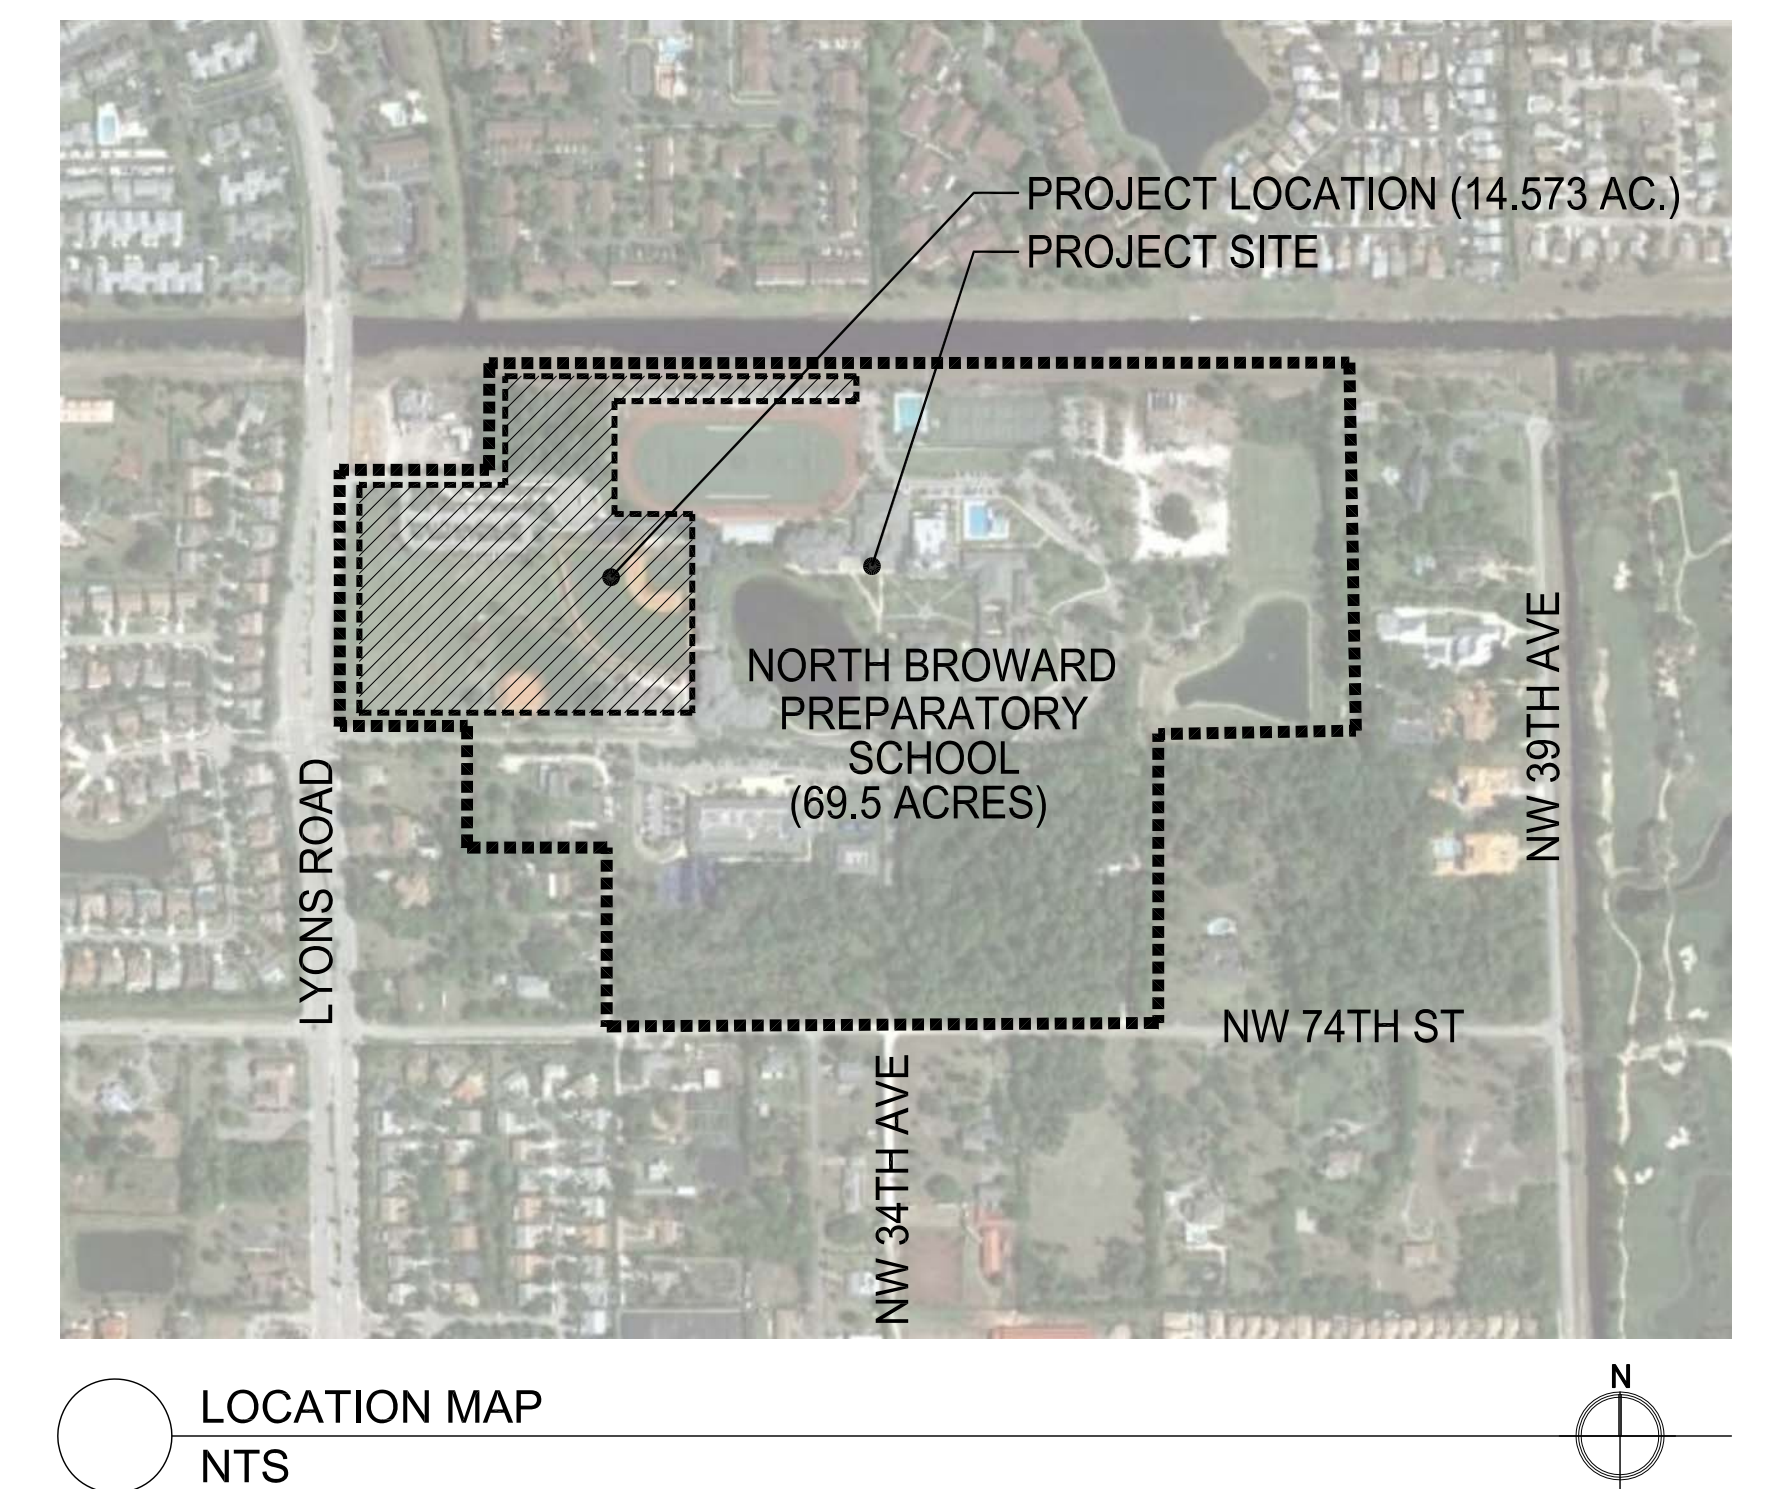 PROJECT LOCATION (14.573 AC.)
PROJECT SITE
NORTH BROWARD
PREPARATORY
SCHOOL
(69.5 ACRES)
NW 39TH AVE
LYONS ROAD
NW 74TH ST
NW 34TH AVE
LOCATION MAP
NTS
N